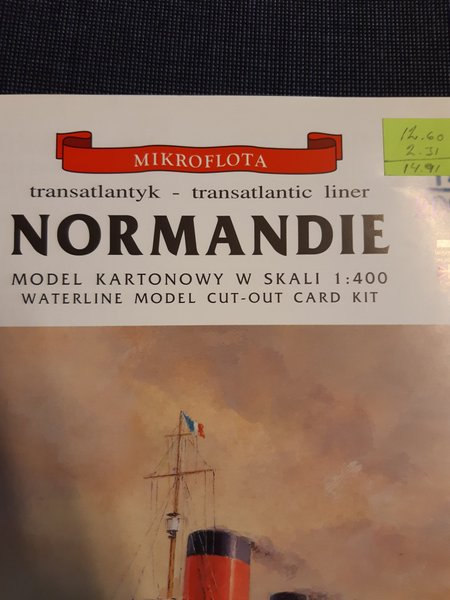 MIKROFLOTA
12.60
2.31
14.91
transatlantyk - transatlantic liner
NORMANDIE
MODEL KARTONOWY W SKALI 1:400
WATERLINE MODEL CUT-OUT CARD KIT